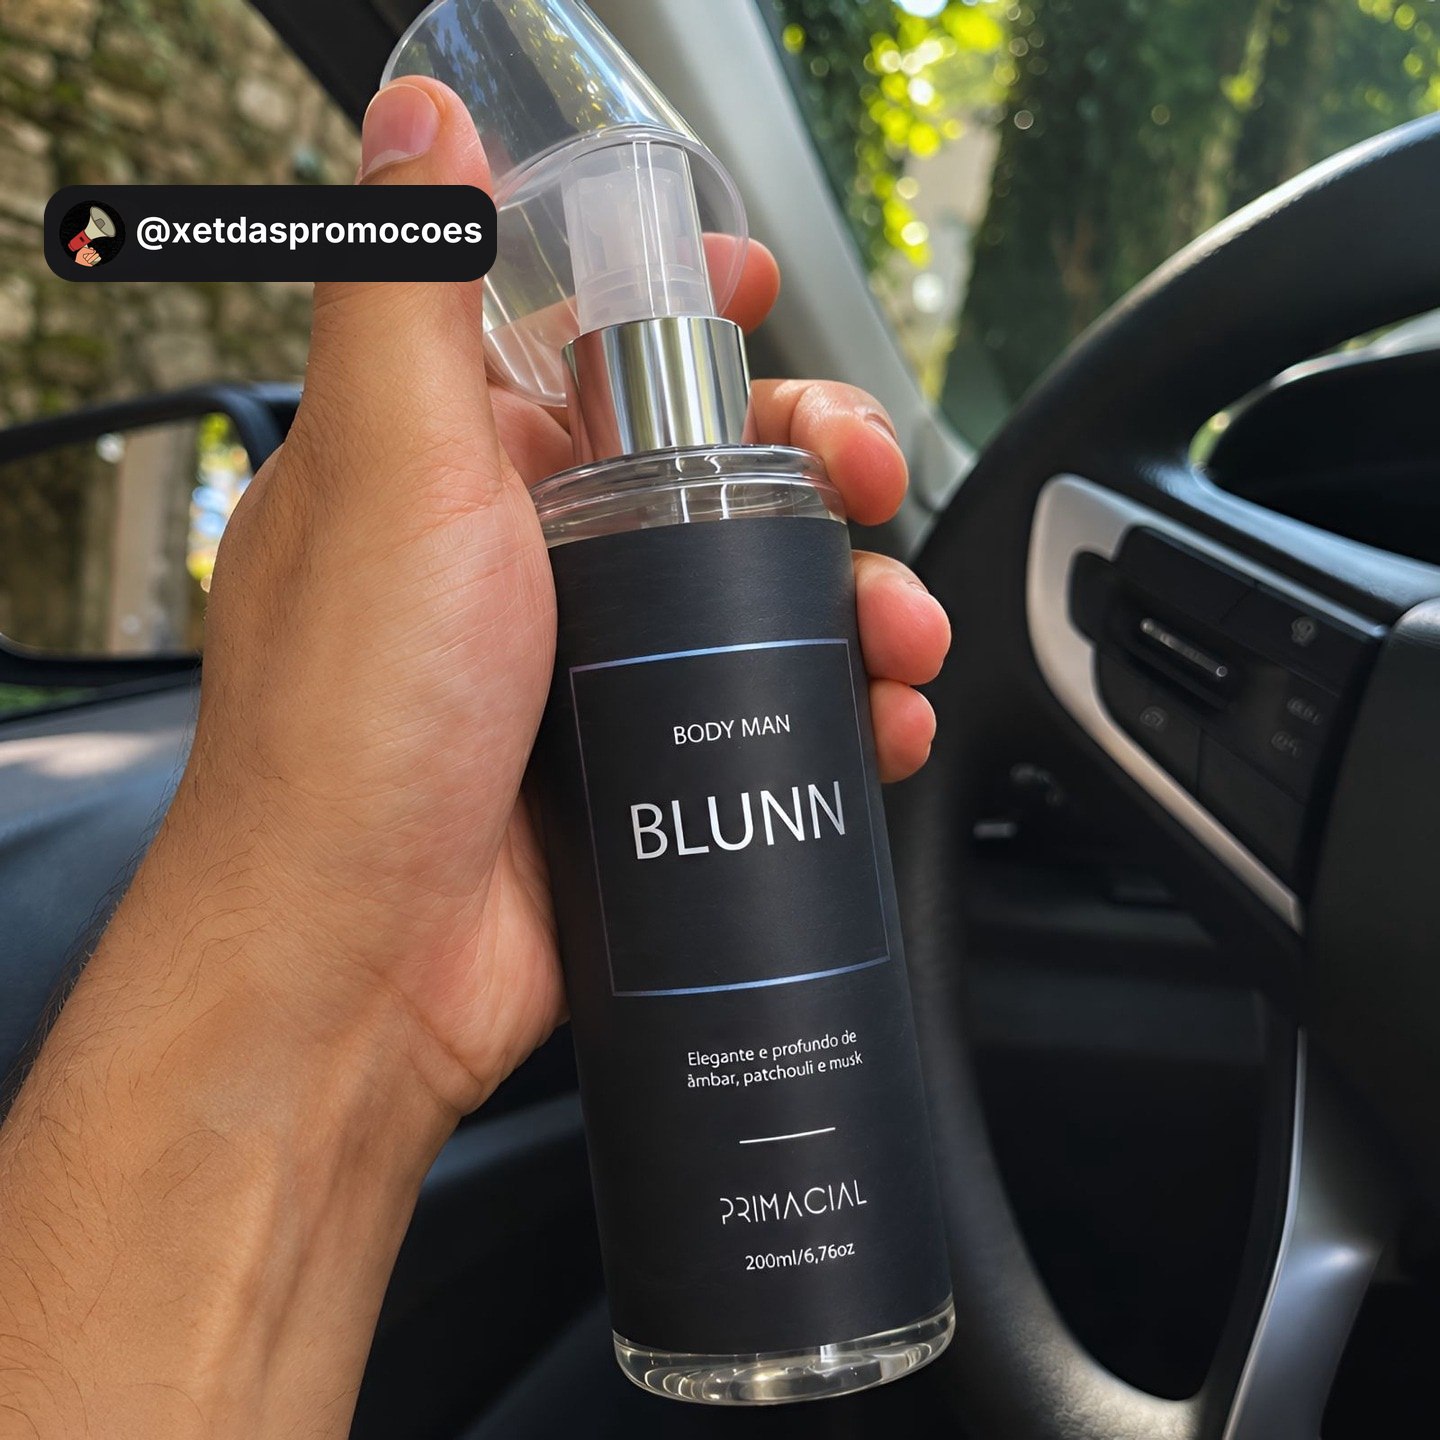 @xetdaspromocoes
BODY MAN
BLUNN
Elegante e profundo de
âmbar, patchouli e musk
PRIMACIAL
200ml/6,76oz